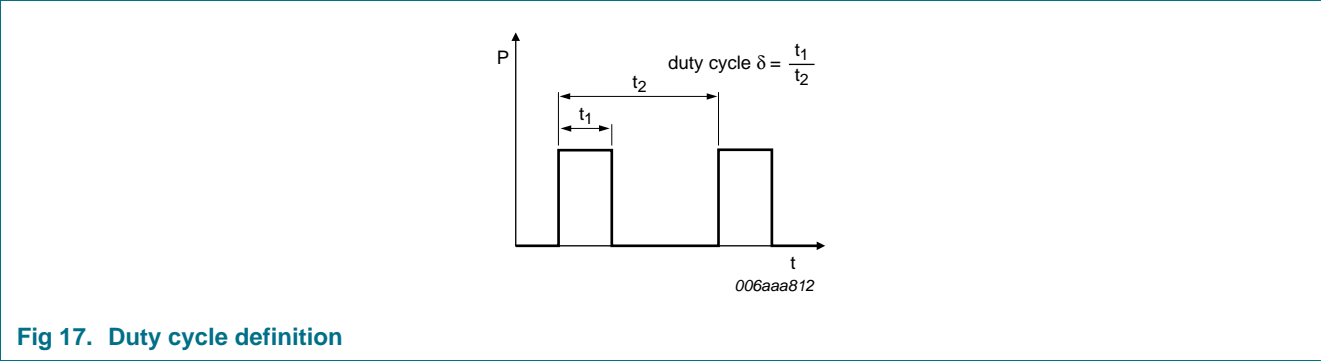 P
duty cycle δ = t1
t2
t2
t1
t
006aaa812
Fig 17. Duty cycle definition